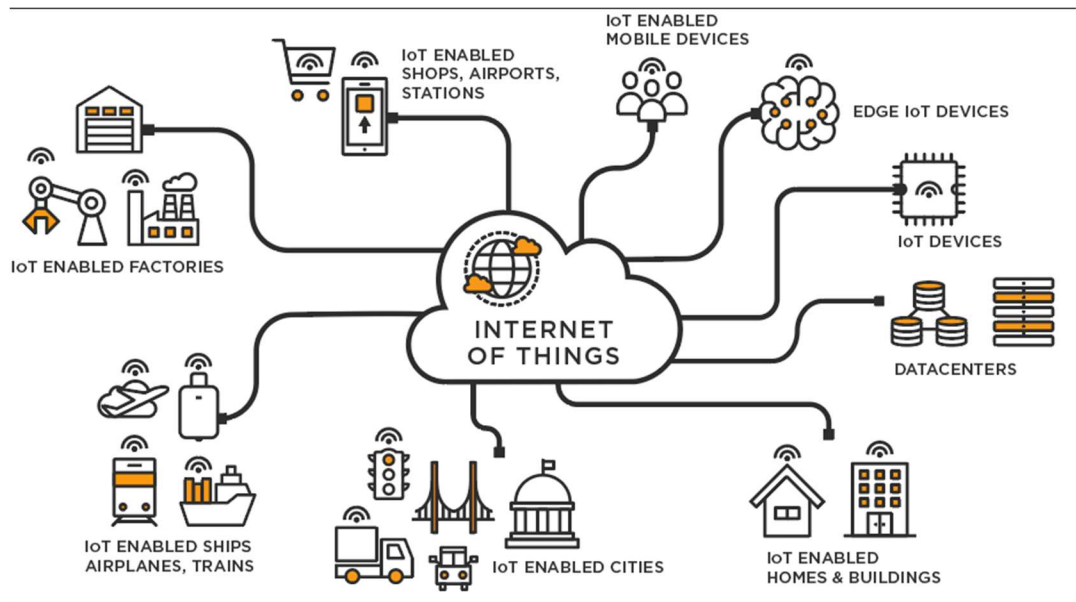 IoT ENABLED
SHOPS, AIRPORTS,
STATIONS
IoT ENABLED
MOBILE DEVICES
EDGE IoT DEVICES
IoT DEVICES
IoT ENABLED FACTORIES
INTERNET
OF THINGS
DATACENTERS
IoT ENABLED SHIPS
AIRPLANES, TRAINS
IoT ENABLED CITIES
IoT ENABLED
HOMES & BUILDINGS